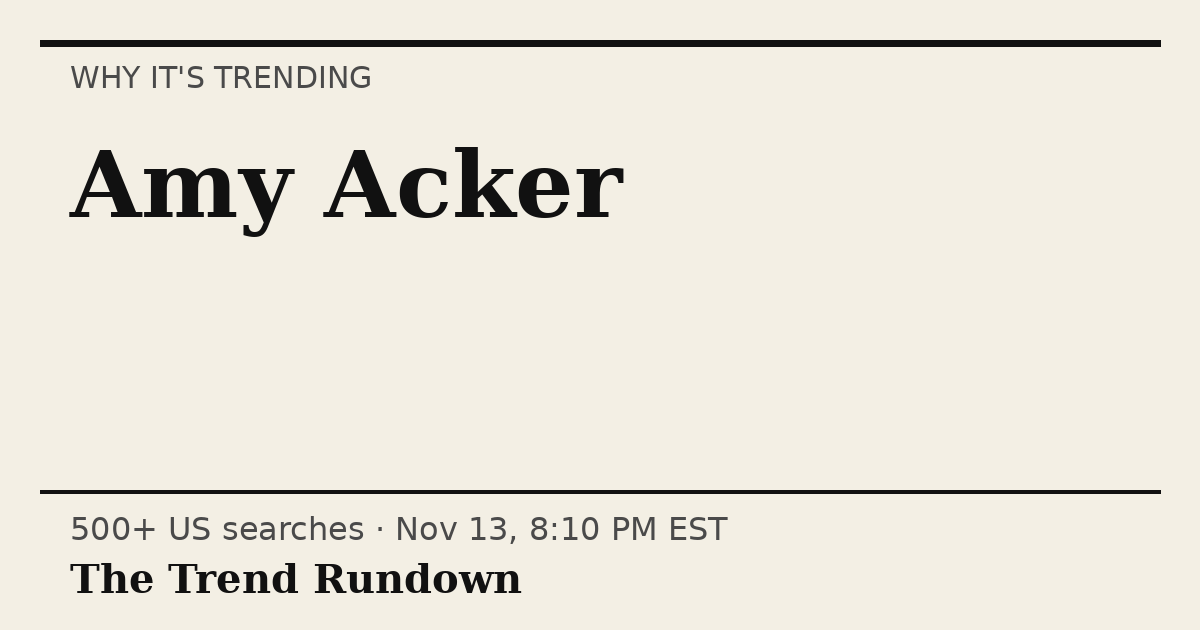 WHY IT'S TRENDING
Amy Acker
500+ US searches · Nov 13, 8:10 PM EST
The Trend Rundown